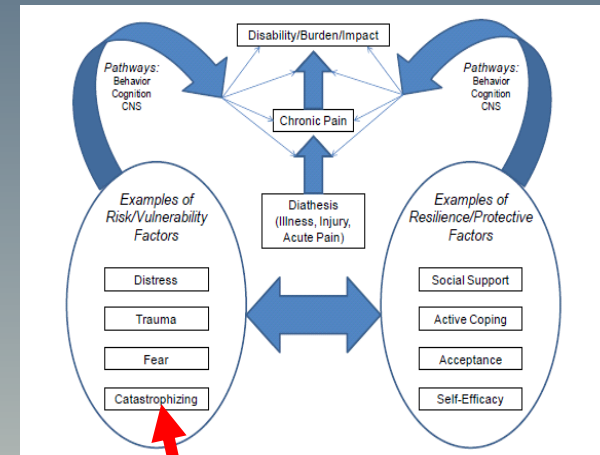 Disability/Burden/Impact
Pathways:
Behavior
Cognition
CNS
Pathways:
Behavior
Cognition
CNS
Chronic Pain
Diathesis
(Illness, Injury,
Acute Pain)
Examples of
Risk/Vulnerability
Factors
Distress
Trauma
Fear
Catastrophizing
Examples of
Resilience/Protective
Factors
Social Support
Active Coping
Acceptance
Self-Efficacy